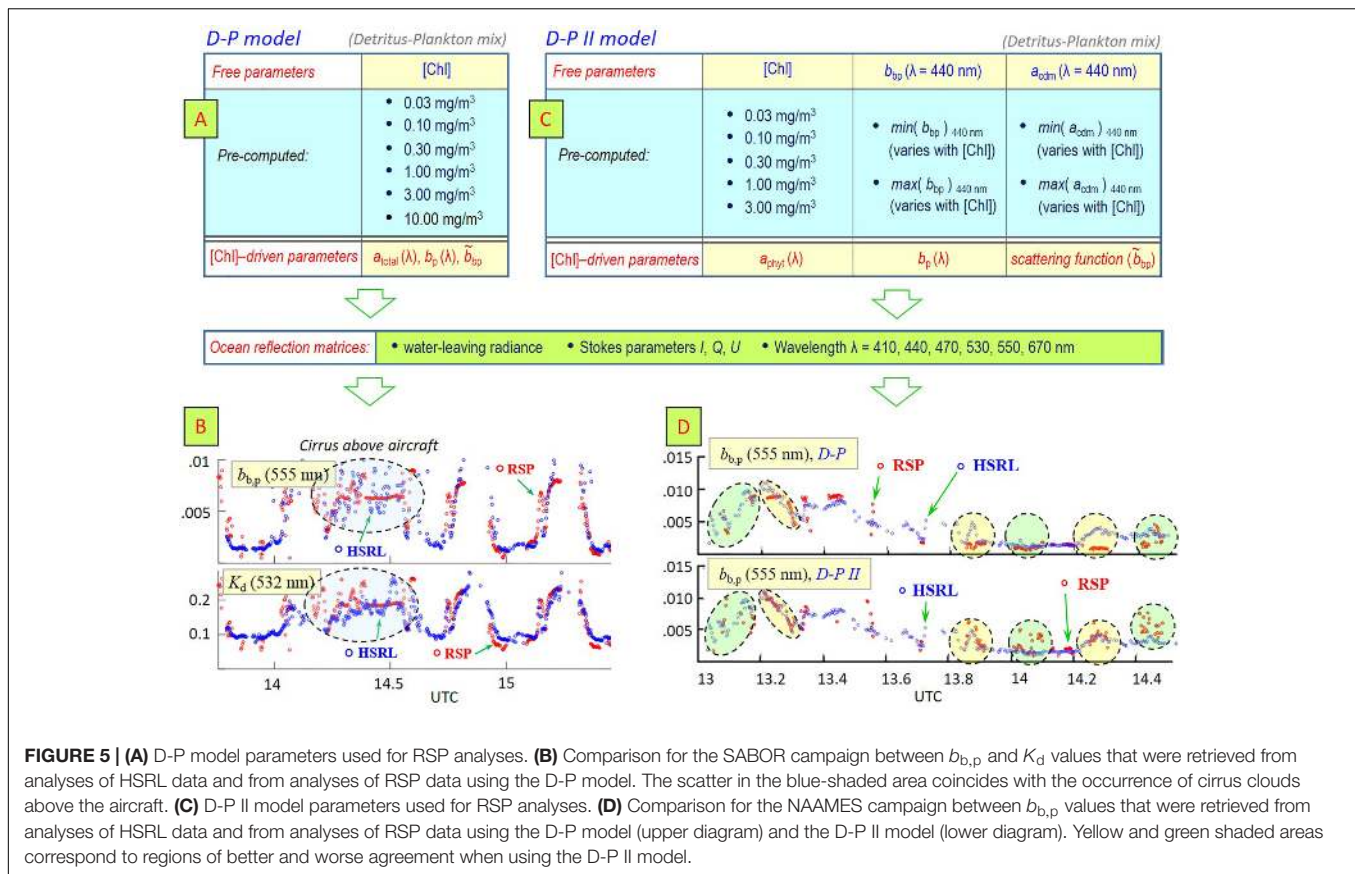 D-P model (Detritus-Plankton mix)
Free parameters [Chl]
A
Pre-computed:
• 0.03 mg/m³
• 0.10 mg/m³
• 0.30 mg/m³
• 1.00 mg/m³
• 3.00 mg/m³
• 10.00 mg/m³
[Chl]–driven parameters a_total (λ), b_p (λ), b̃_bp
D-P II model (Detritus-Plankton mix)
Free parameters [Chl] b_bp (λ = 440 nm) a_cdm (λ = 440 nm)
C
Pre-computed:
• 0.03 mg/m³
• 0.10 mg/m³
• 0.30 mg/m³
• 1.00 mg/m³
• 3.00 mg/m³
• min( b_bp ) 440 nm
(varies with [Chl])
• max( b_bp ) 440 nm
(varies with [Chl])
• min( a_cdm ) 440 nm
(varies with [Chl])
• max( a_cdm ) 440 nm
(varies with [Chl])
[Chl]–driven parameters a_phyt (λ) b_p (λ) scattering function (b̃_bp)
Ocean reflection matrices: • water-leaving radiance • Stokes parameters I, Q, U • Wavelength λ = 410, 440, 470, 530, 550, 670 nm
B
Cirrus above aircraft
.01
b_b,p (555 nm)
RSP
.005
HSRL
K_d (532 nm)
0.2
0.1
HSRL
RSP
14 14.5 15
UTC
D
.015
b_b,p (555 nm), D-P
RSP
HSRL
.010
.005
.015
b_b,p (555 nm), D-P II
HSRL
RSP
.010
.005
13 13.2 13.4 13.6 13.8 14 14.2 14.4
UTC
FIGURE 5 | (A) D-P model parameters used for RSP analyses. (B) Comparison for the SABOR campaign between b_b,p and K_d values that were retrieved from
analyses of HSRL data and from analyses of RSP data using the D-P model. The scatter in the blue-shaded area coincides with the occurrence of cirrus clouds
above the aircraft. (C) D-P II model parameters used for RSP analyses. (D) Comparison for the NAAMES campaign between b_b,p values that were retrieved from
analyses of HSRL data and from analyses of RSP data using the D-P model (upper diagram) and the D-P II model (lower diagram). Yellow and green shaded areas
correspond to regions of better and worse agreement when using the D-P II model.